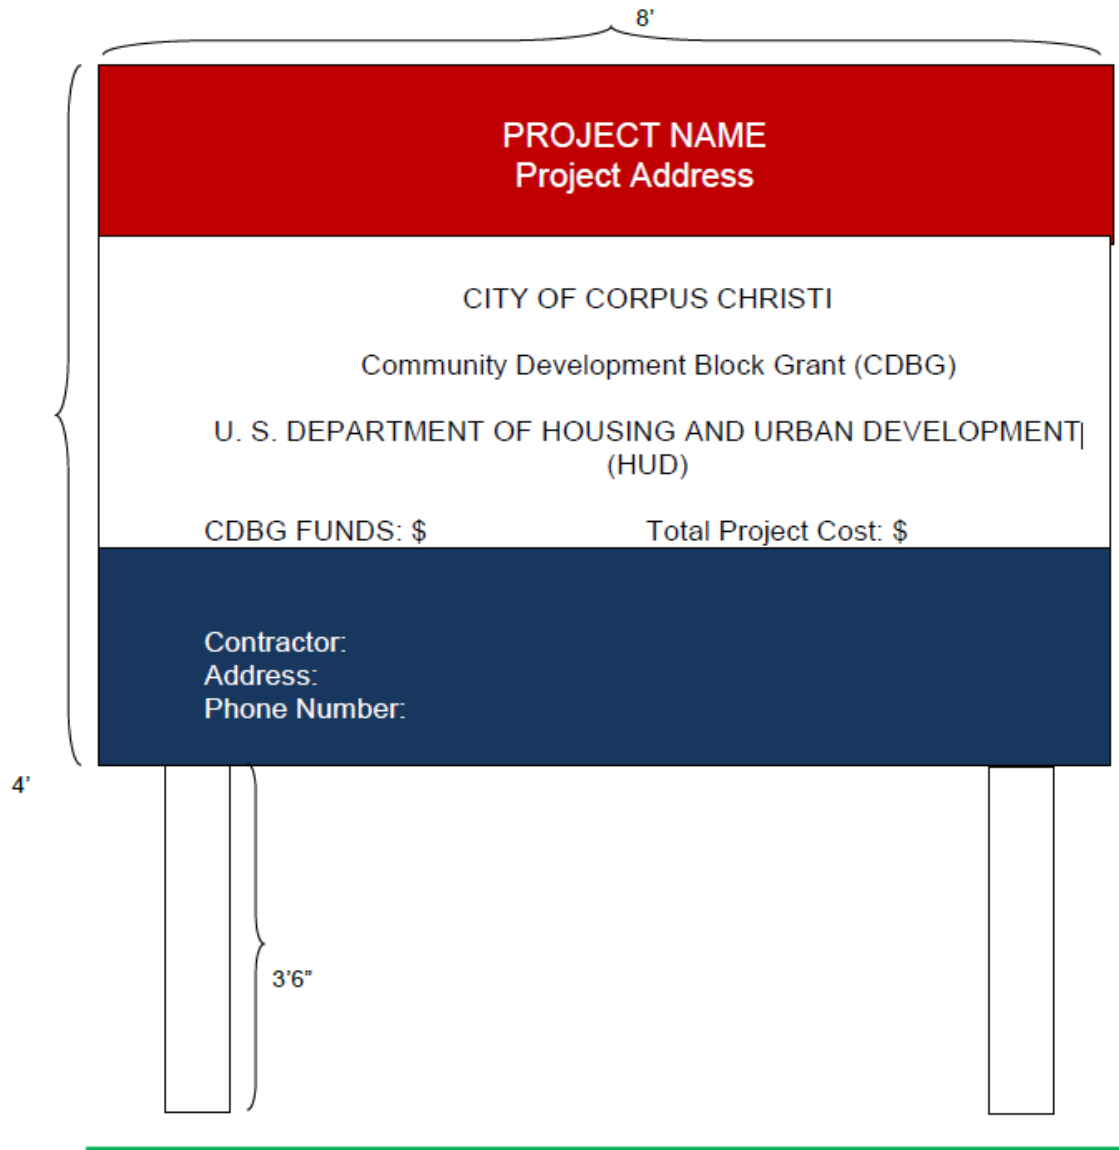 8’
PROJECT NAME
Project Address
CITY OF CORPUS CHRISTI
Community Development Block Grant (CDBG)
U. S. DEPARTMENT OF HOUSING AND URBAN DEVELOPMENT
(HUD)
CDBG FUNDS: $ Total Project Cost: $
Contractor:
Address:
Phone Number:
4’
3’6”